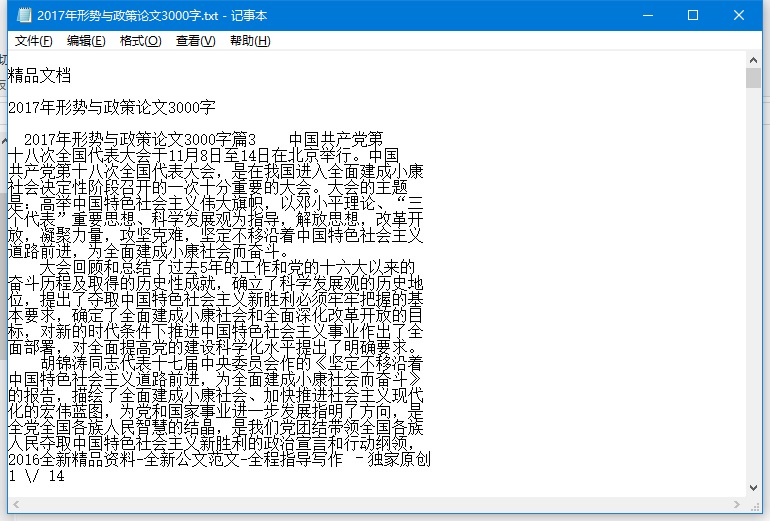 2017年形势与政策论文3000字.txt - 记事本
文件(F) 编辑(E) 格式(O) 查看(V) 帮助(H)
精品文档
2017年形势与政策论文3000字
2017年形势与政策论文3000字篇3 中国共产党第
十八次全国代表大会于11月8日至14日在北京举行。中国
共产党第十八次全国代表大会，是在我国进入全面建成小康
社会决定性阶段召开的一次十分重要的大会。大会的主题
是：高举中国特色社会主义伟大旗帜，以邓小平理论、“三
个代表”重要思想、科学发展观为指导，解放思想，改革开
放，凝聚力量，攻坚克难，坚定不移沿着中国特色社会主义
道路前进，为全面建成小康社会而奋斗。
大会回顾和总结了过去5年的工作和党的十六大以来的
奋斗历程及取得的历史性成就，确立了科学发展观的历史地
位，提出了夺取中国特色社会主义新胜利必须牢牢把握的基
本要求，确定了全面建成小康社会和全面深化改革开放的目
标，对新的时代条件下推进中国特色社会主义事业作出了全
面部署，对全面提高党的建设科学化水平提出了明确要求。
胡锦涛同志代表十七届中央委员会作的《坚定不移沿着
中国特色社会主义道路前进，为全面建成小康社会而奋斗》
的报告，描绘了全面建成小康社会、加快推进社会主义现代
化的宏伟蓝图，为党和国家事业进一步发展指明了方向，是
全党全国各族人民智慧的结晶，是我们党团结带领全国各族
人民夺取中国特色社会主义新胜利的政治宣言和行动纲领，
2016全新精品资料-全新公文范文-全程指导写作 –独家原创
1 \/ 14